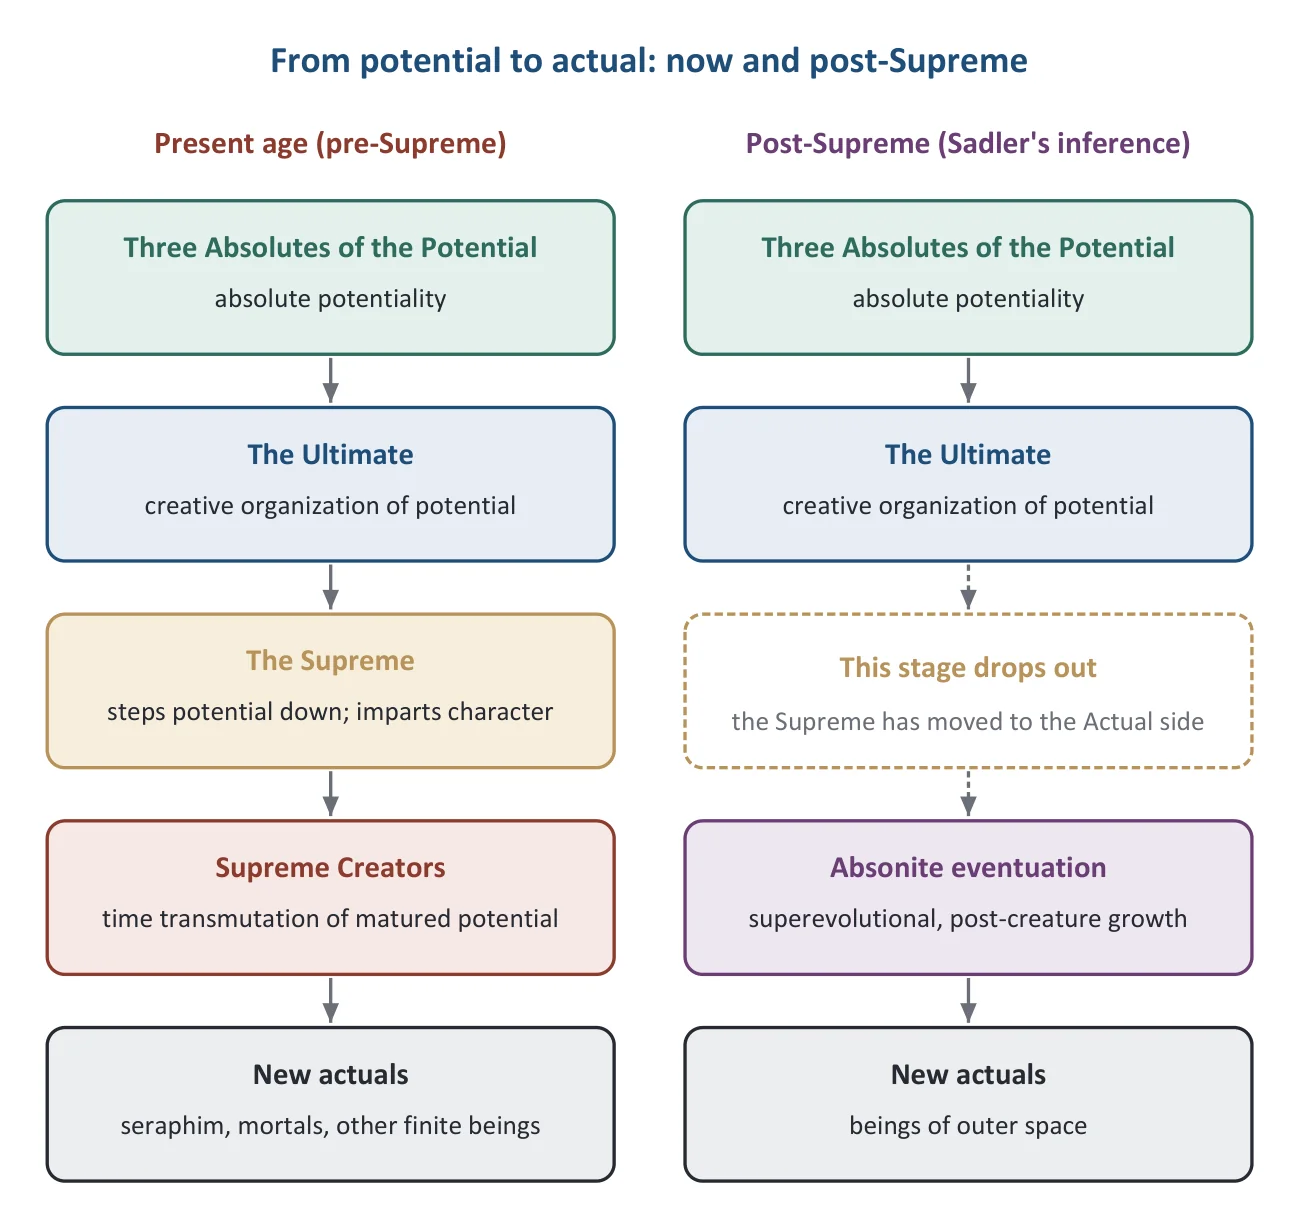 From potential to actual: now and post-Supreme
Present age (pre-Supreme)
Three Absolutes of the Potential
absolute potentiality
The Ultimate
creative organization of potential
The Supreme
steps potential down; imparts character
Supreme Creators
time transmutation of matured potential
New actuals
seraphim, mortals, other finite beings
Post-Supreme (Sadler's inference)
Three Absolutes of the Potential
absolute potentiality
The Ultimate
creative organization of potential
This stage drops out
the Supreme has moved to the Actual side
Absonite eventuation
superevolutional, post-creature growth
New actuals
beings of outer space